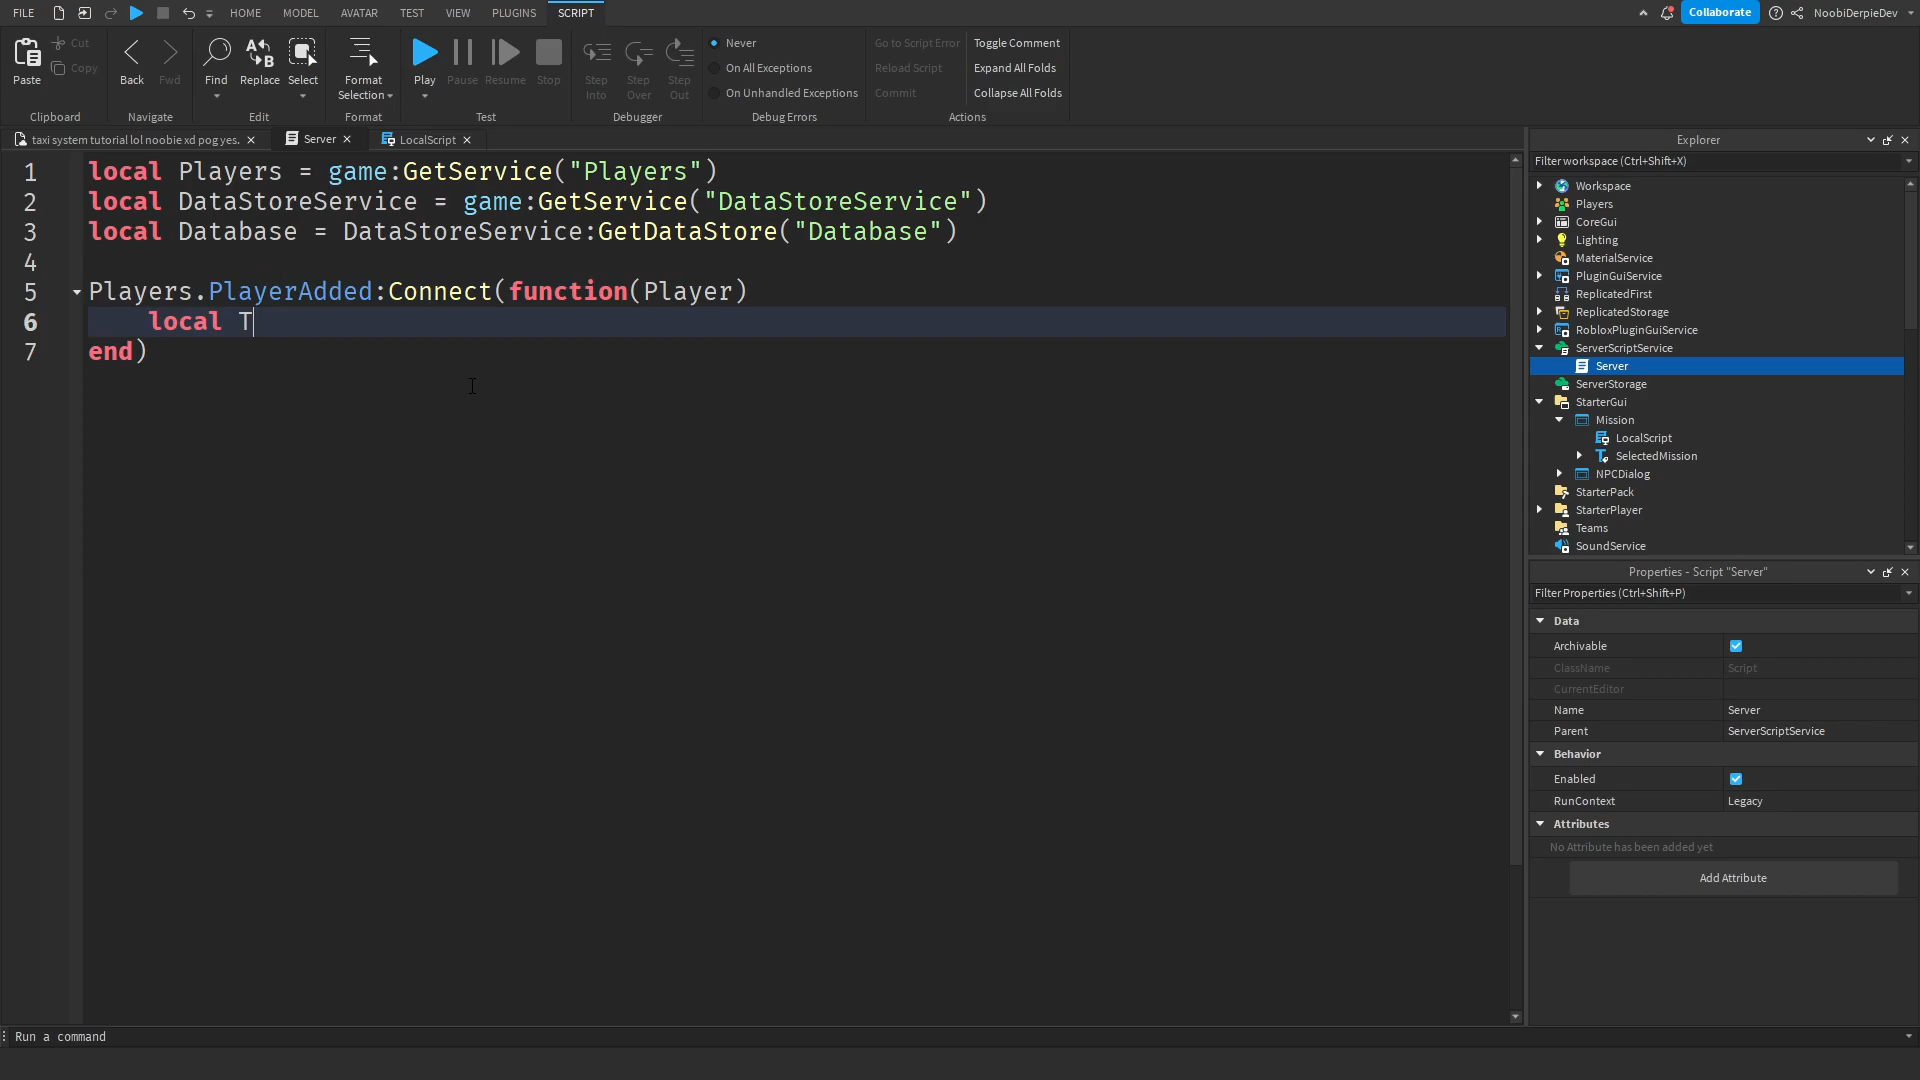 FILE HOME MODEL AVATAR TEST VIEW PLUGINS SCRIPT Collaborate NoobiDerpieDev
Cut Never Go to Script Error Toggle Comment
Copy On All Exceptions Reload Script Expand All Folds
Paste Back Fwd Find Replace Select Format Selection Play Pause Resume Stop Step Into Step Over Step Out On Unhandled Exceptions Commit Collapse All Folds
Clipboard Navigate Edit Format Test Debugger Debug Errors Actions
taxi system tutorial lol noobie xd pog yes. Server LocalScript
1 local Players = game:GetService("Players")
2 local DataStoreService = game:GetService("DataStoreService")
3 local Database = DataStoreService:GetDataStore("Database")
4
5 Players.PlayerAdded:Connect(function(Player)
6 local T
7 end)
Explorer
Filter workspace (Ctrl+Shift+X)
Workspace
Players
CoreGui
Lighting
MaterialService
PluginGuiService
ReplicatedFirst
ReplicatedStorage
RobloxPluginGuiService
ServerScriptService
Server
ServerStorage
StarterGui
Mission
LocalScript
SelectedMission
NPCDialog
StarterPack
StarterPlayer
Teams
SoundService
Properties - Script "Server"
Filter Properties (Ctrl+Shift+P)
Data
Archivable
ClassName Script
CurrentEditor
Name Server
Parent ServerScriptService
Behavior
Enabled
RunContext Legacy
Attributes
No Attribute has been added yet
Add Attribute
Run a command